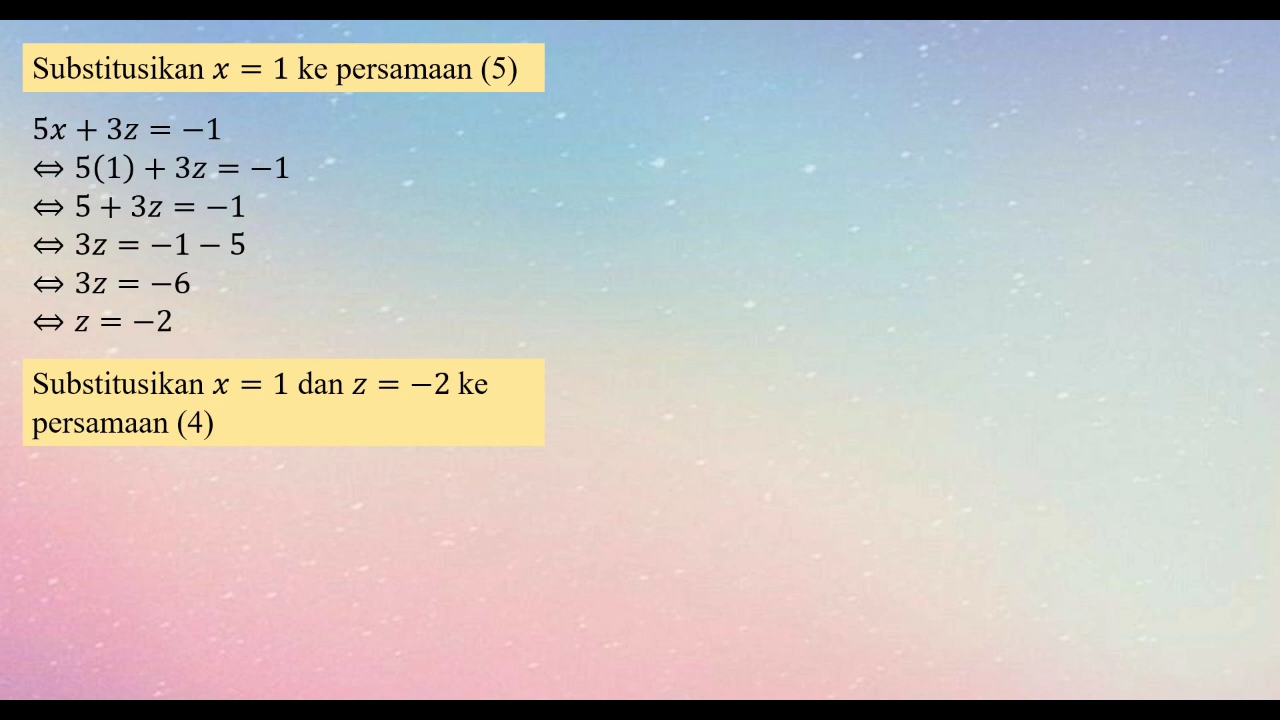 Substitusikan 𝑥 = 1 ke persamaan (5)
5𝑥 + 3𝑧 = −1
⇔ 5(1) + 3𝑧 = −1
⇔ 5 + 3𝑧 = −1
⇔ 3𝑧 = −1 − 5
⇔ 3𝑧 = −6
⇔ 𝑧 = −2
Substitusikan 𝑥 = 1 dan 𝑧 = −2 ke
persamaan (4)